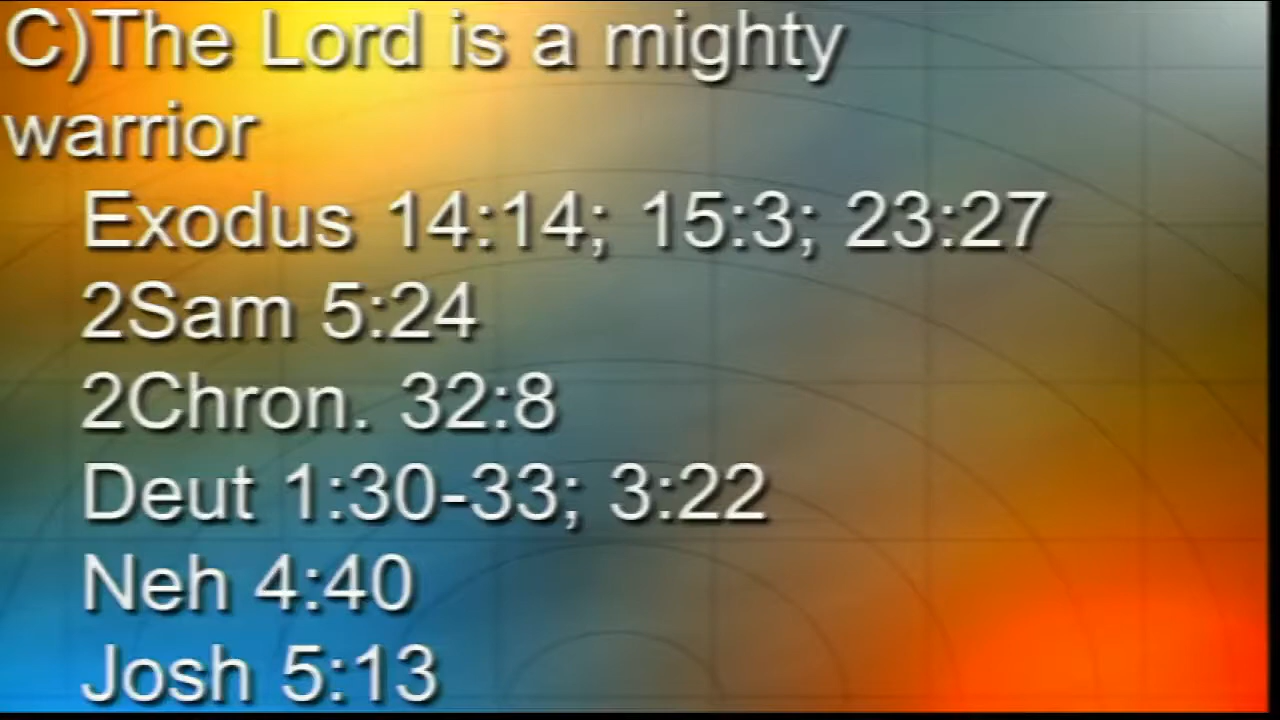 C)The Lord is a mighty
warrior
Exodus 14:14; 15:3; 23:27
2Sam 5:24
2Chron. 32:8
Deut 1:30-33; 3:22
Neh 4:40
Josh 5:13